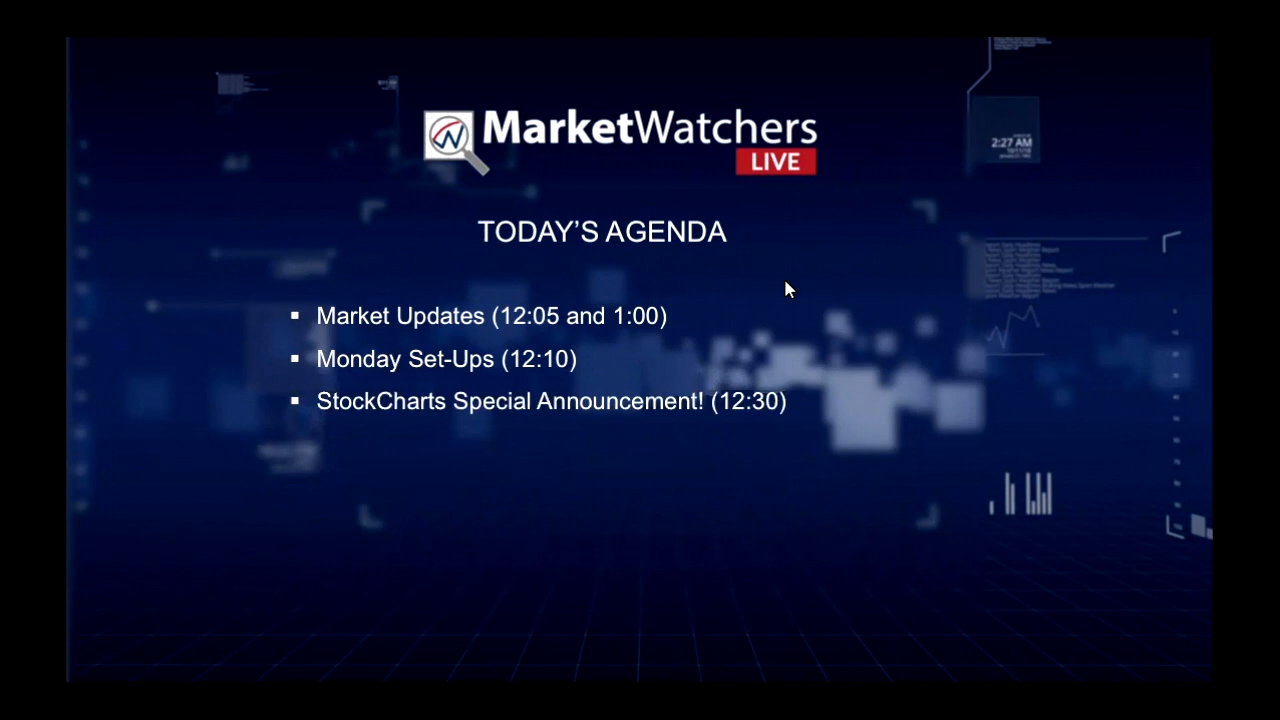 MarketWatchers
LIVE
2:27 AM
TODAY'S AGENDA
▪ Market Updates (12:05 and 1:00)
▪ Monday Set-Ups (12:10)
▪ StockCharts Special Announcement! (12:30)